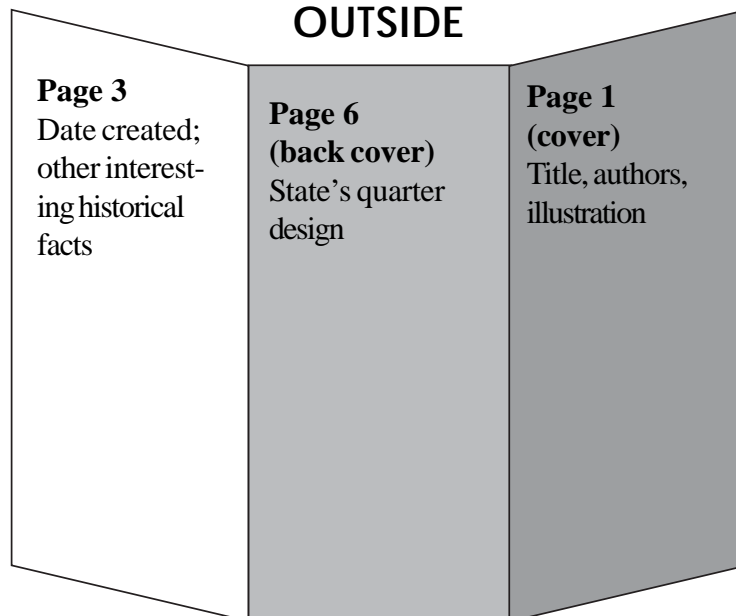 OUTSIDE
Page 3
Date created;
other interest-
ing historical
facts
Page 6
(back cover)
State’s quarter
design
Page 1
(cover)
Title, authors,
illustration